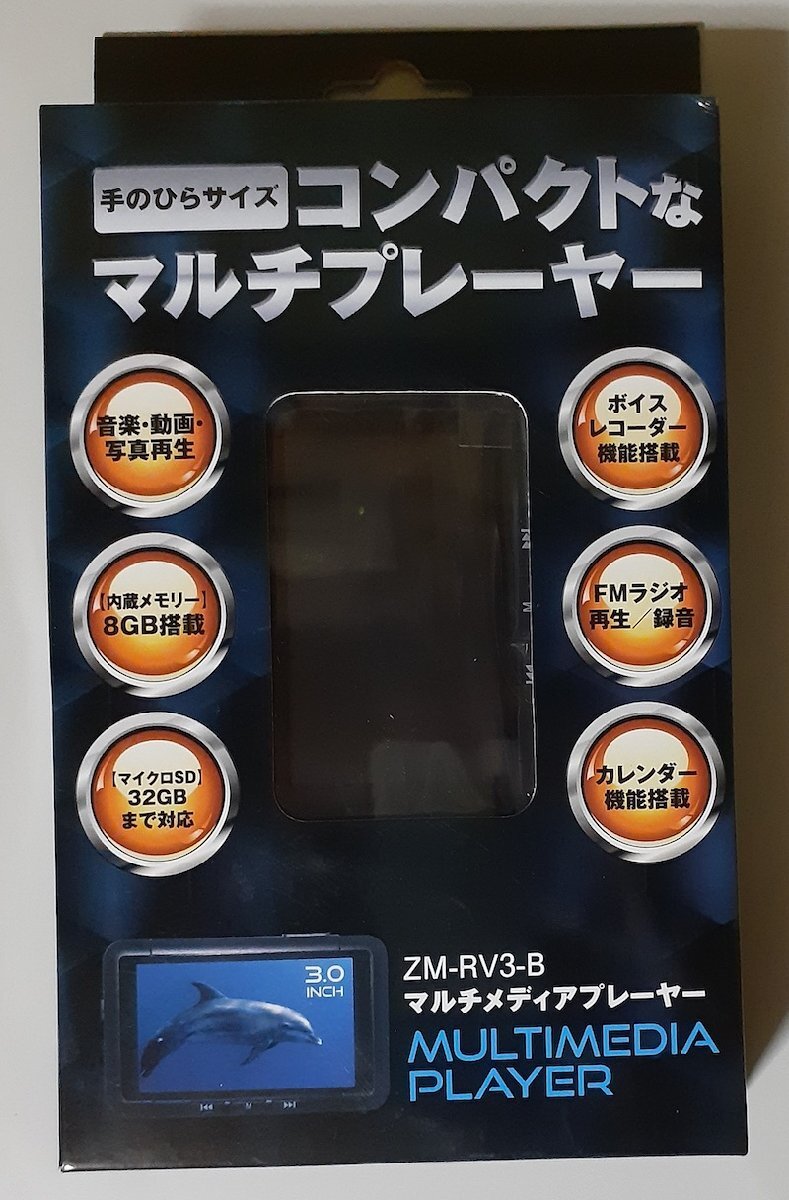 手のひらサイズ コンパクトな
マルチプレーヤー
音楽・動画・
写真再生
【内蔵メモリー】
8GB搭載
【マイクロSD】
32GB
まで対応
ボイス
レコーダー
機能搭載
FMラジオ
再生/録音
カレンダー
機能搭載
M
3.0
INCH
M
ZM-RV3-B
マルチメディアプレーヤー
MULTIMEDIA
PLAYER